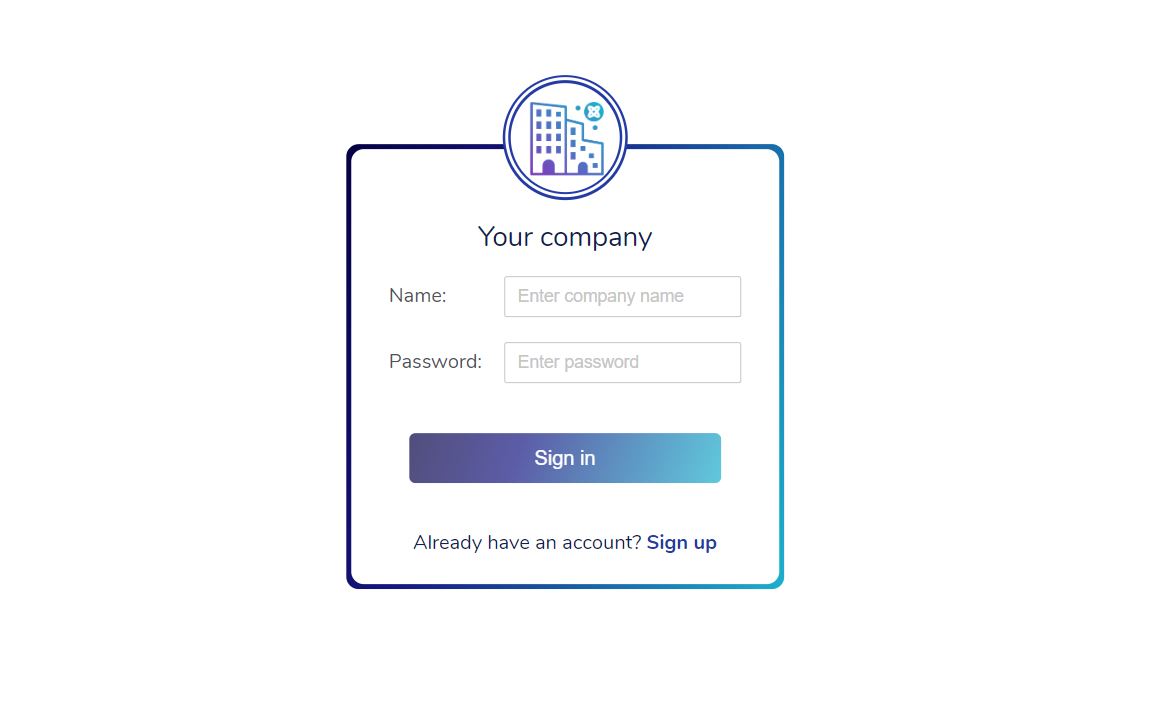 Your company
Name:
Enter company name
Password:
Enter password
Sign in
Already have an account? Sign up